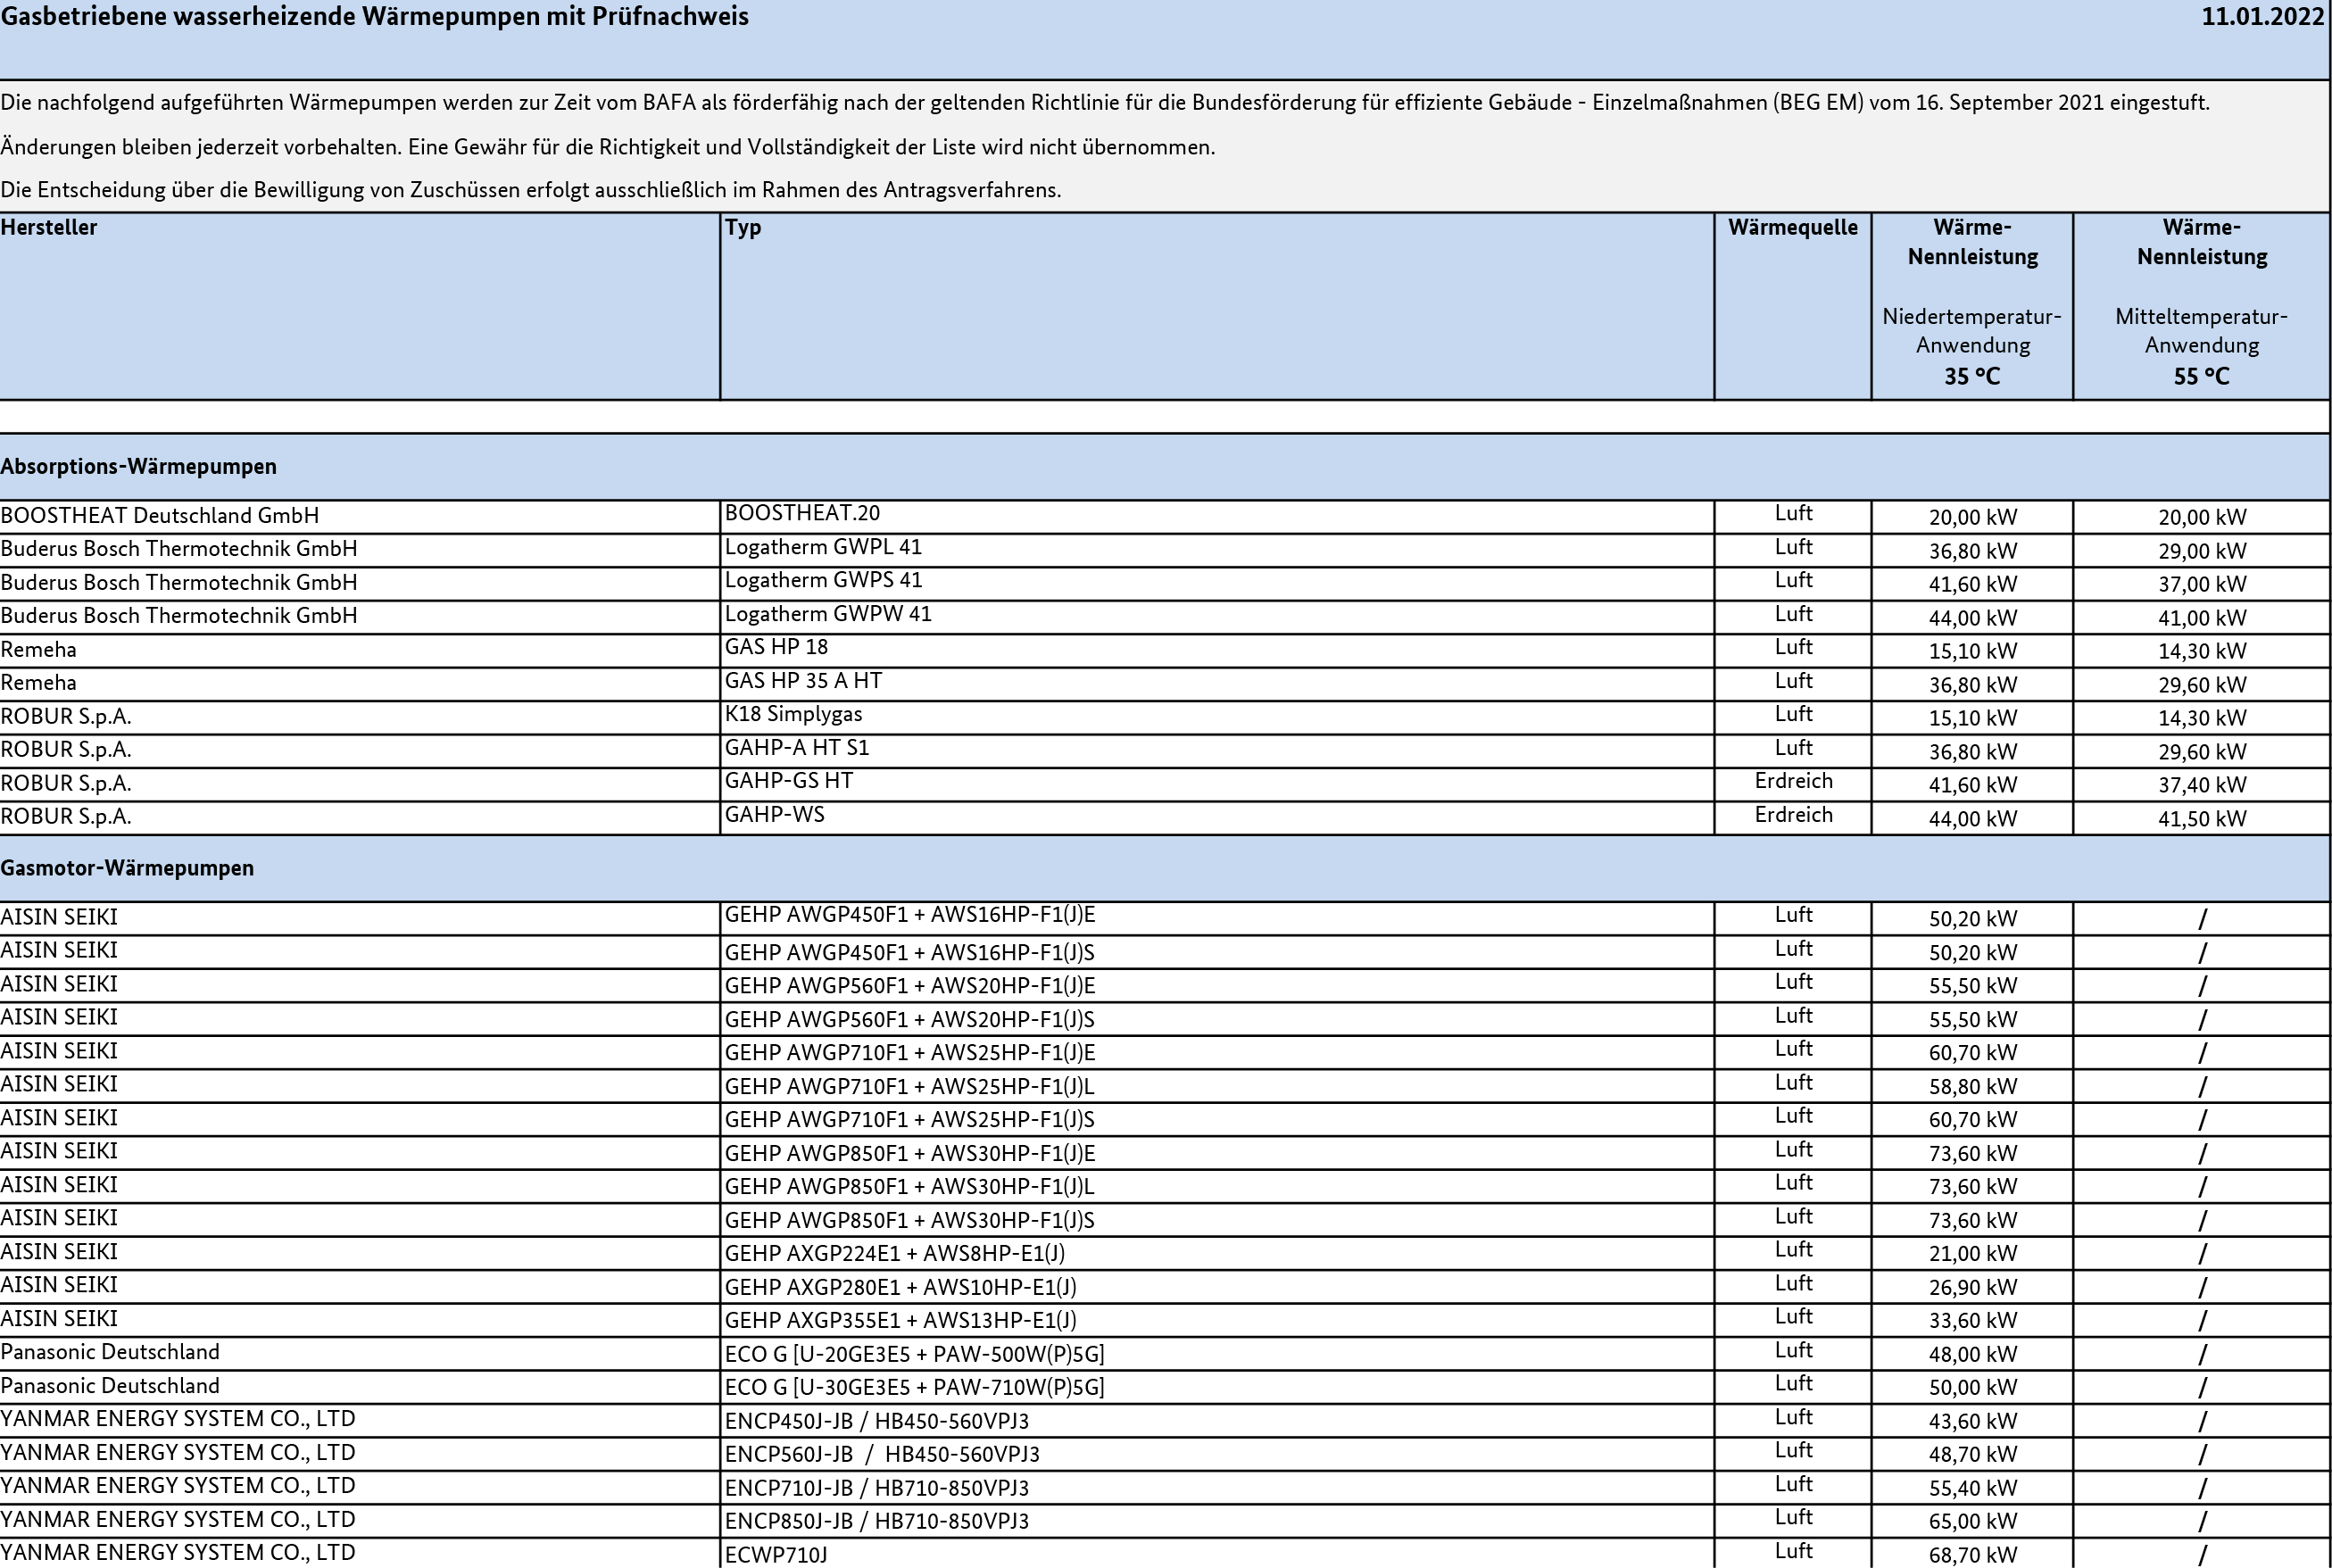 Gasbetriebene wasserheizende Wärmepumpen mit Prüfnachweis 11.01.2022
Die nachfolgend aufgeführten Wärmepumpen werden zur Zeit vom BAFA als förderfähig nach der geltenden Richtlinie für die Bundesförderung für effiziente Gebäude - Einzelmaßnahmen (BEG EM) vom 16. September 2021 eingestuft.
Änderungen bleiben jederzeit vorbehalten. Eine Gewähr für die Richtigkeit und Vollständigkeit der Liste wird nicht übernommen.
Die Entscheidung über die Bewilligung von Zuschüssen erfolgt ausschließlich im Rahmen des Antragsverfahrens.
Hersteller Typ Wärmequelle Wärme- Wärme-
Nennleistung Nennleistung
Niedertemperatur- Mitteltemperatur-
Anwendung Anwendung
35 °C 55 °C
Absorptions-Wärmepumpen
BOOSTHEAT Deutschland GmbH BOOSTHEAT.20 Luft 20,00 kW 20,00 kW
Buderus Bosch Thermotechnik GmbH Logatherm GWPL 41 Luft 36,80 kW 29,00 kW
Buderus Bosch Thermotechnik GmbH Logatherm GWPS 41 Luft 41,60 kW 37,00 kW
Buderus Bosch Thermotechnik GmbH Logatherm GWPW 41 Luft 44,00 kW 41,00 kW
Remeha GAS HP 18 Luft 15,10 kW 14,30 kW
Remeha GAS HP 35 A HT Luft 36,80 kW 29,60 kW
ROBUR S.p.A. K18 Simplygas Luft 15,10 kW 14,30 kW
ROBUR S.p.A. GAHP-A HT S1 Luft 36,80 kW 29,60 kW
ROBUR S.p.A. GAHP-GS HT Erdreich 41,60 kW 37,40 kW
ROBUR S.p.A. GAHP-WS Erdreich 44,00 kW 41,50 kW
Gasmotor-Wärmepumpen
AISIN SEIKI GEHP AWGP450F1 + AWS16HP-F1(J)E Luft 50,20 kW /
AISIN SEIKI GEHP AWGP450F1 + AWS16HP-F1(J)S Luft 50,20 kW /
AISIN SEIKI GEHP AWGP560F1 + AWS20HP-F1(J)E Luft 55,50 kW /
AISIN SEIKI GEHP AWGP560F1 + AWS20HP-F1(J)S Luft 55,50 kW /
AISIN SEIKI GEHP AWGP710F1 + AWS25HP-F1(J)E Luft 60,70 kW /
AISIN SEIKI GEHP AWGP710F1 + AWS25HP-F1(J)L Luft 58,80 kW /
AISIN SEIKI GEHP AWGP710F1 + AWS25HP-F1(J)S Luft 60,70 kW /
AISIN SEIKI GEHP AWGP850F1 + AWS30HP-F1(J)E Luft 73,60 kW /
AISIN SEIKI GEHP AWGP850F1 + AWS30HP-F1(J)L Luft 73,60 kW /
AISIN SEIKI GEHP AWGP850F1 + AWS30HP-F1(J)S Luft 73,60 kW /
AISIN SEIKI GEHP AXGP224E1 + AWS8HP-E1(J) Luft 21,00 kW /
AISIN SEIKI GEHP AXGP280E1 + AWS10HP-E1(J) Luft 26,90 kW /
AISIN SEIKI GEHP AXGP355E1 + AWS13HP-E1(J) Luft 33,60 kW /
Panasonic Deutschland ECO G [U-20GE3E5 + PAW-500W(P)5G] Luft 48,00 kW /
Panasonic Deutschland ECO G [U-30GE3E5 + PAW-710W(P)5G] Luft 50,00 kW /
YANMAR ENERGY SYSTEM CO., LTD ENCP450J-JB / HB450-560VPJ3 Luft 43,60 kW /
YANMAR ENERGY SYSTEM CO., LTD ENCP560J-JB / HB450-560VPJ3 Luft 48,70 kW /
YANMAR ENERGY SYSTEM CO., LTD ENCP710J-JB / HB710-850VPJ3 Luft 55,40 kW /
YANMAR ENERGY SYSTEM CO., LTD ENCP850J-JB / HB710-850VPJ3 Luft 65,00 kW /
YANMAR ENERGY SYSTEM CO., LTD ECWP710J Luft 68,70 kW /